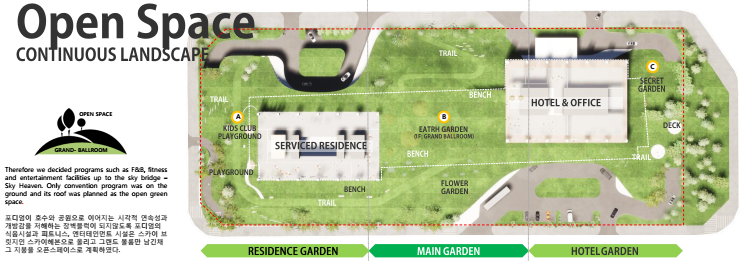 Open Space
CONTINUOUS LANDSCAPE
OPEN SPACE
GRAND- BALLROOM
Therefore we decided programs such as F&B, fitness
and entertainment facilities up to the sky bridge –
Sky Heaven. Only convention program was on the
ground and its roof was planned as the open green
space.
포디엄이 호수와 공원으로 이어지는 시각적 연속성과
개방감을 저해하는 장벽블럭이 되지않도록 포디엄의
식음시설과 피트니스, 엔터테인먼트 시설은 스카이 브
릿지인 스카이헤븐으로 올리고 그랜드 볼룸만 남긴채
그 지붕을 오픈스페이스로 계획하였다.
TRAIL
A
KIDS CLUB
PLAYGROUND
PLAYGROUND
SERVICED RESIDENCE
BENCH
TRAIL
TRAIL
BENCH
B
EATRH GARDEN
(1F: GRAND BALLROOM)
BENCH
FLOWER
GARDEN
HOTEL & OFFICE
C
SECRET
GARDEN
DECK
TRAIL
RESIDENCE GARDEN
MAIN GARDEN
HOTEL GARDEN